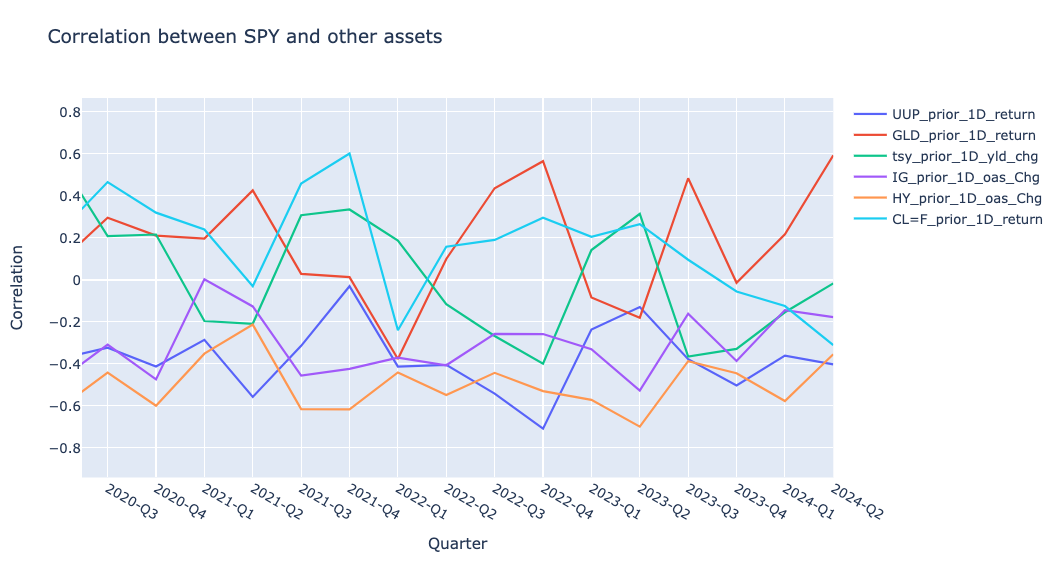 Correlation between SPY and other assets
UUP_prior_1D_return
GLD_prior_1D_return
tsy_prior_1D_yld_chg
IG_prior_1D_oas_Chg
HY_prior_1D_oas_Chg
CL=F_prior_1D_return
0.8
0.6
0.4
0.2
0
−0.2
−0.4
−0.6
−0.8
Correlation
2020-Q3
2020-Q4
2021-Q1
2021-Q2
2021-Q3
2021-Q4
2022-Q1
2022-Q2
2022-Q3
2022-Q4
2023-Q1
2023-Q2
2023-Q3
2023-Q4
2024-Q1
2024-Q2
Quarter